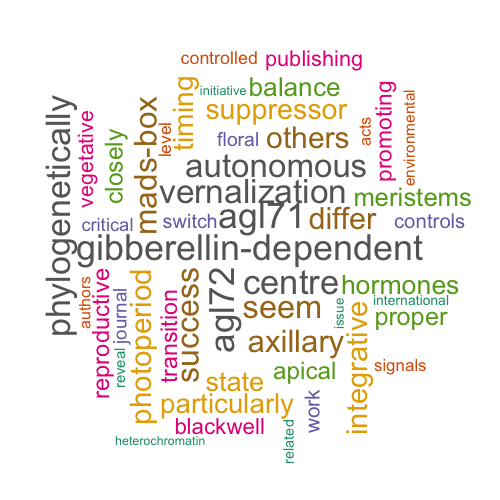 controlled publishing
initiative balance
timing suppressor
promoting environmental
level acts
floral others
mads-box
closely
vegetative
phylogenetically
autonomous
vernalization meristems
critical switch agl71 differ controls
gibberellin-dependent
agl72 centre hormones
success seem
international
issue
integrative
proper
authors
reproductive
reveal
journal
photoperiod
transition
axillary
apical signals
state
particularly
work
blackwell
heterochromatin
related